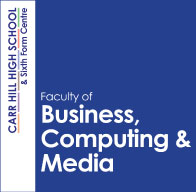 CARR HILL HIGH SCHOOL
& Sixth Form Centre
Faculty of
Business,
Computing &
Media